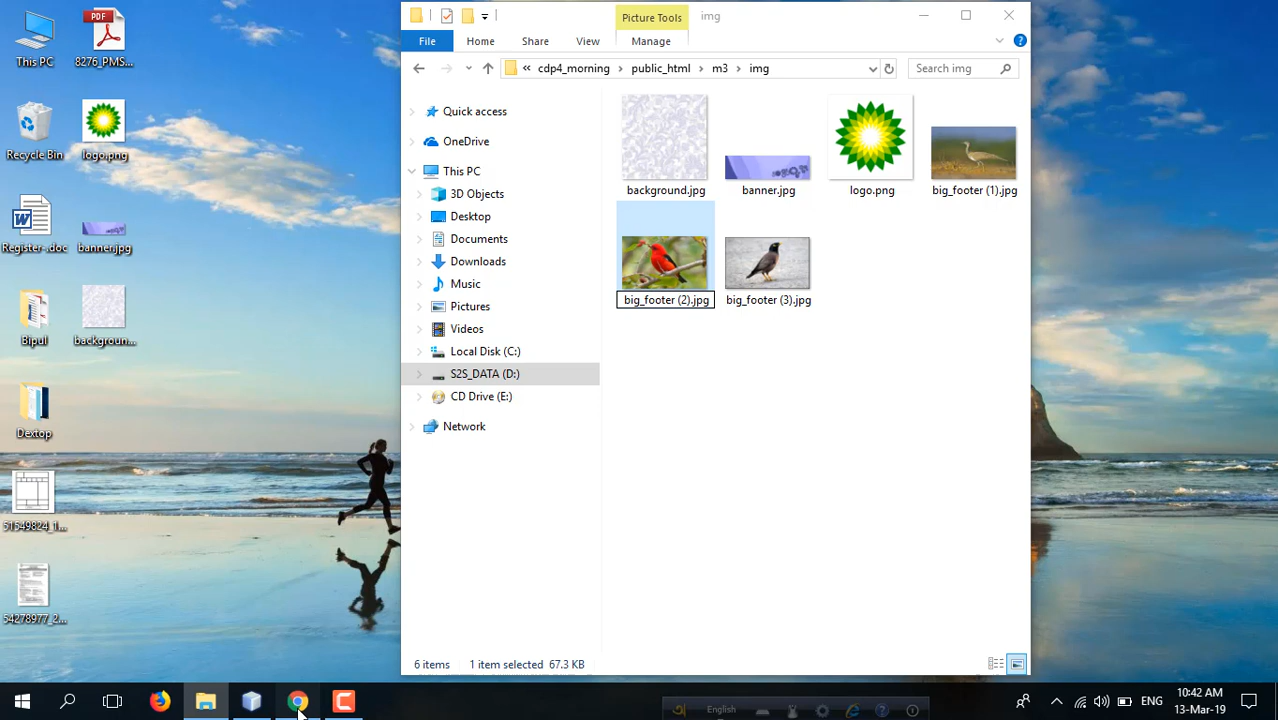 This PC
PDF
8276_PMS...
Recycle Bin
logo.png
Register-.doc
banner.jpg
Bipul
backgroun...
Dextop
51549824_1...
54278977_2...
Picture Tools
img
File
Home
Share
View
Manage
cdp4_morning
public_html
m3
img
Search img
Quick access
OneDrive
This PC
3D Objects
Desktop
Documents
Downloads
Music
Pictures
Videos
Local Disk (C:)
S2S_DATA (D:)
CD Drive (E:)
Network
background.jpg
banner.jpg
logo.png
big_footer (1).jpg
big_footer (2).jpg
big_footer (3).jpg
6 items
1 item selected 67.3 KB
অ
English
ENG
10:42 AM
13-Mar-19